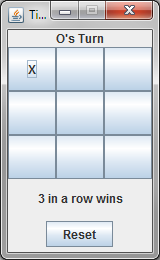 Ti...
O's Turn
X
3 in a row wins
Reset